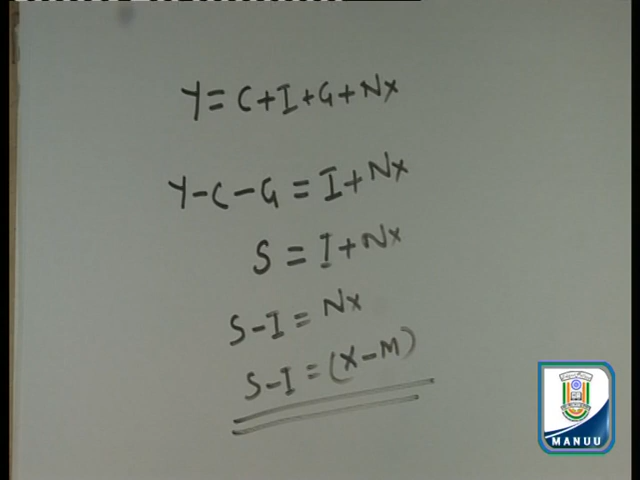 Y = C + I + G + Nx
Y - C - G = I + Nx
S = I + Nx
S - I = Nx
S - I = (X - M)
MANUU